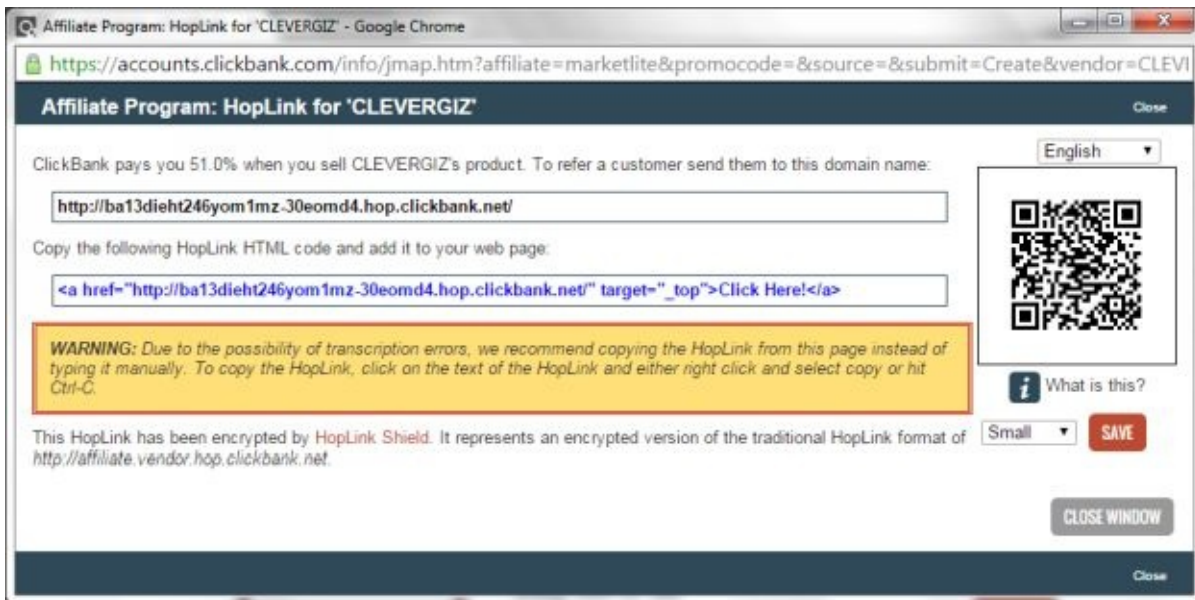 Affiliate Program: HopLink for 'CLEVERGIZ' - Google Chrome
https://accounts.clickbank.com/info/jmap.htm?affiliate=marketlite&promocode=&source=&submit=Create&vendor=CLEVI
Affiliate Program: HopLink for 'CLEVERGIZ'
Close
English
ClickBank pays you 51.0% when you sell CLEVERGIZ's product. To refer a customer send them to this domain name:
http://ba13dieht246yom1mz-30eomd4.hop.clickbank.net/
Copy the following HopLink HTML code and add it to your web page:
<a href="http://ba13dieht246yom1mz-30eomd4.hop.clickbank.net/" target="_top">Click Here!</a>
WARNING: Due to the possibility of transcription errors, we recommend copying the HopLink from this page instead of
typing it manually. To copy the HopLink, click on the text of the HopLink and either right click and select copy or hit
Ctrl-C.
i What is this?
This HopLink has been encrypted by HopLink Shield. It represents an encrypted version of the traditional HopLink format of
http://affiliate.vendor.hop.clickbank.net.
Small
SAVE
CLOSE WINDOW
Close